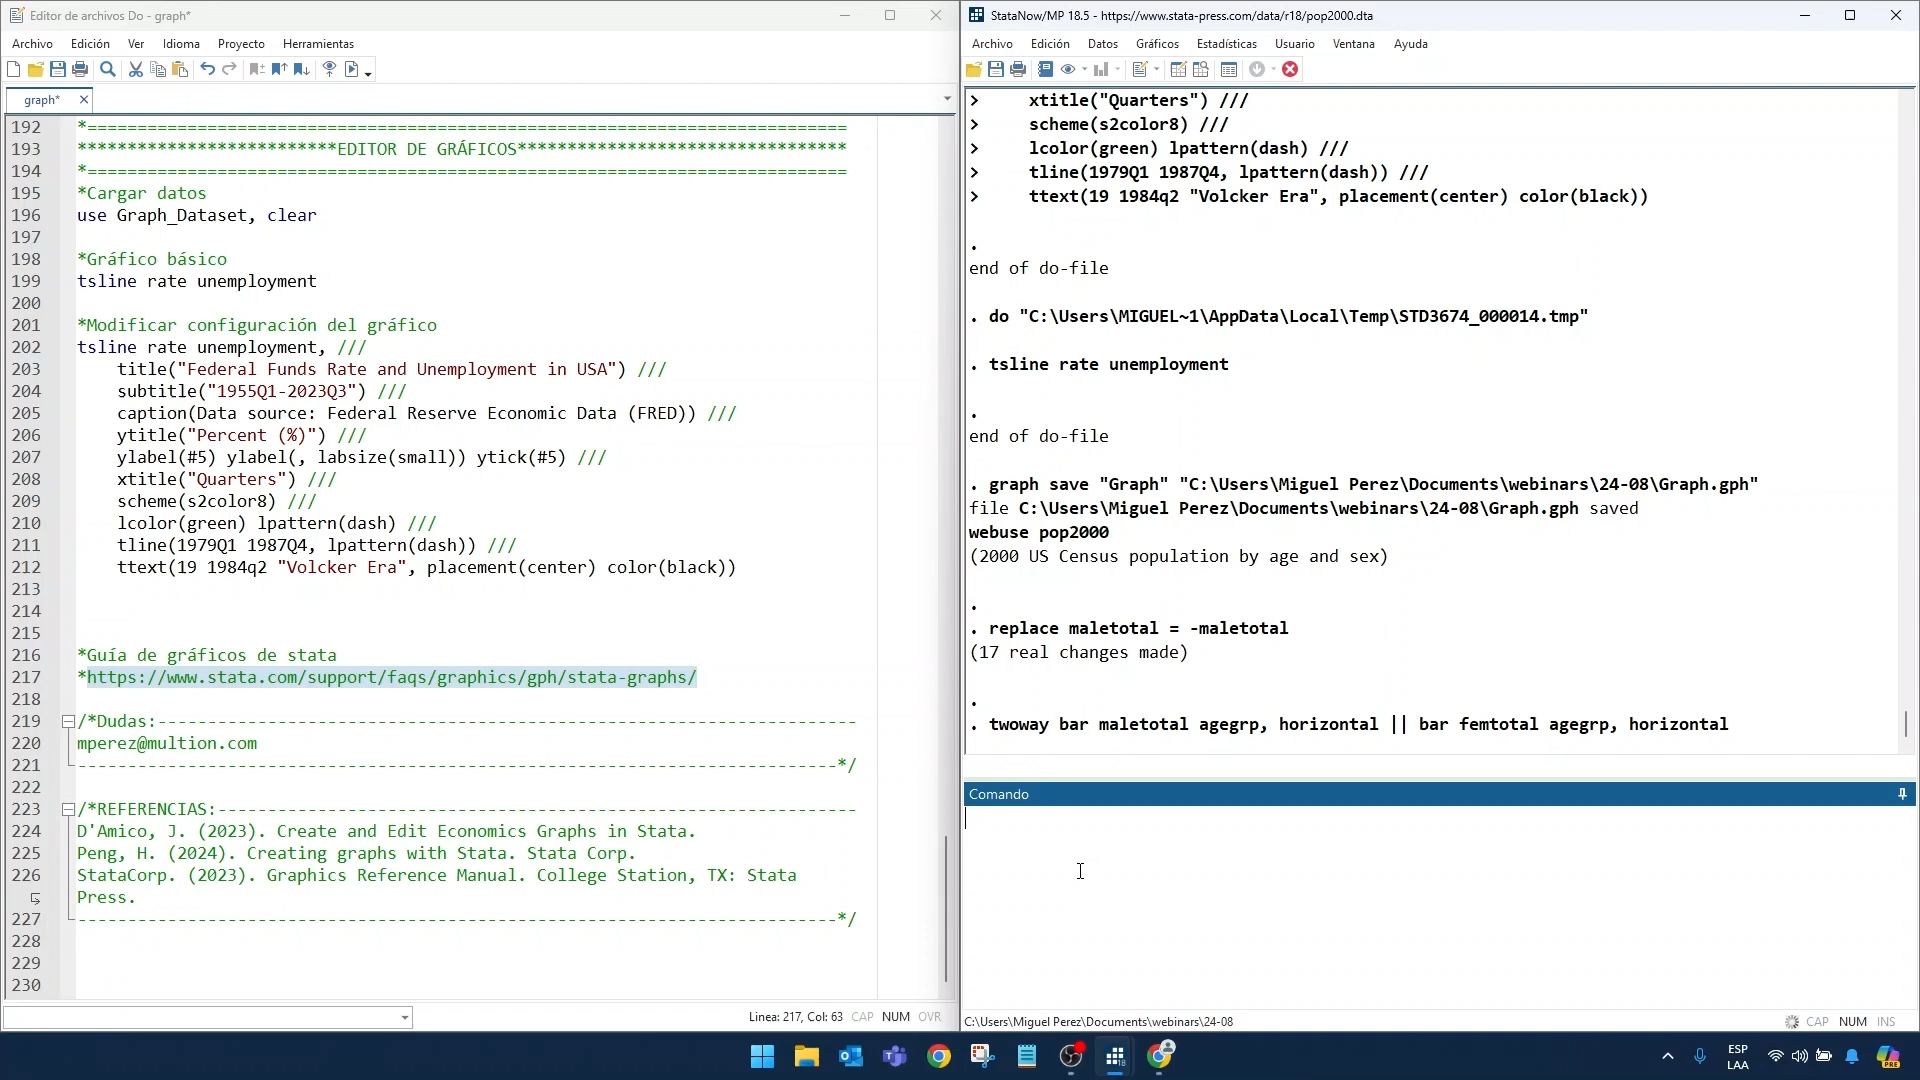 Editor de archivos Do - graph*
Archivo Edición Ver Idioma Proyecto Herramientas
graph*
192 *============================================================================
193 **************************EDITOR DE GRÁFICOS*********************************
194 *============================================================================
195 *Cargar datos
196 use Graph_Dataset, clear
197
198 *Gráfico básico
199 tsline rate unemployment
200
201 *Modificar configuración del gráfico
202 tsline rate unemployment, ///
203 title("Federal Funds Rate and Unemployment in USA") ///
204 subtitle("1955Q1-2023Q3") ///
205 caption(Data source: Federal Reserve Economic Data (FRED)) ///
206 ytitle("Percent (%)") ///
207 ylabel(#5) ylabel(, labsize(small)) ytick(#5) ///
208 xtitle("Quarters") ///
209 scheme(s2color8) ///
210 lcolor(green) lpattern(dash) ///
211 tline(1979Q1 1987Q4, lpattern(dash)) ///
212 ttext(19 1984q2 "Volcker Era", placement(center) color(black))
213
214
215
216 *Guía de gráficos de stata
217 *https://www.stata.com/support/faqs/graphics/gph/stata-graphs/
218
219 /*Dudas:----------------------------------------------------------------------
220 mperez@multion.com
221 ----------------------------------------------------------------------------*/
222
223 /*REFERENCIAS:----------------------------------------------------------------
224 D'Amico, J. (2023). Create and Edit Economics Graphs in Stata.
225 Peng, H. (2024). Creating graphs with Stata. Stata Corp.
226 StataCorp. (2023). Graphics Reference Manual. College Station, TX: Stata
Press.
227 ----------------------------------------------------------------------------*/
228
229
230
Linea: 217, Col: 63 CAP NUM OVR
StataNow/MP 18.5 - https://www.stata-press.com/data/r18/pop2000.dta
Archivo Edición Datos Gráficos Estadísticas Usuario Ventana Ayuda
> xtitle("Quarters") ///
> scheme(s2color8) ///
> lcolor(green) lpattern(dash) ///
> tline(1979Q1 1987Q4, lpattern(dash)) ///
> ttext(19 1984q2 "Volcker Era", placement(center) color(black))
.
end of do-file
. do "C:\Users\MIGUEL~1\AppData\Local\Temp\STD3674_000014.tmp"
. tsline rate unemployment
.
end of do-file
. graph save "Graph" "C:\Users\Miguel Perez\Documents\webinars\24-08\Graph.gph"
file C:\Users\Miguel Perez\Documents\webinars\24-08\Graph.gph saved
webuse pop2000
(2000 US Census population by age and sex)
.
. replace maletotal = -maletotal
(17 real changes made)
.
. twoway bar maletotal agegrp, horizontal || bar femtotal agegrp, horizontal
Comando
C:\Users\Miguel Perez\Documents\webinars\24-08
CAP NUM INS
ESP
LAA